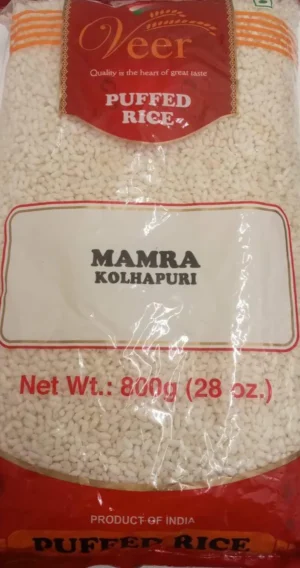 Veer
Quality is the heart of great taste
PUFFED
RICE
MAMRA
KOLHAPURI
Net Wt.: 800g (28 oz.)
PRODUCT OF INDIA
PUFFED RICE